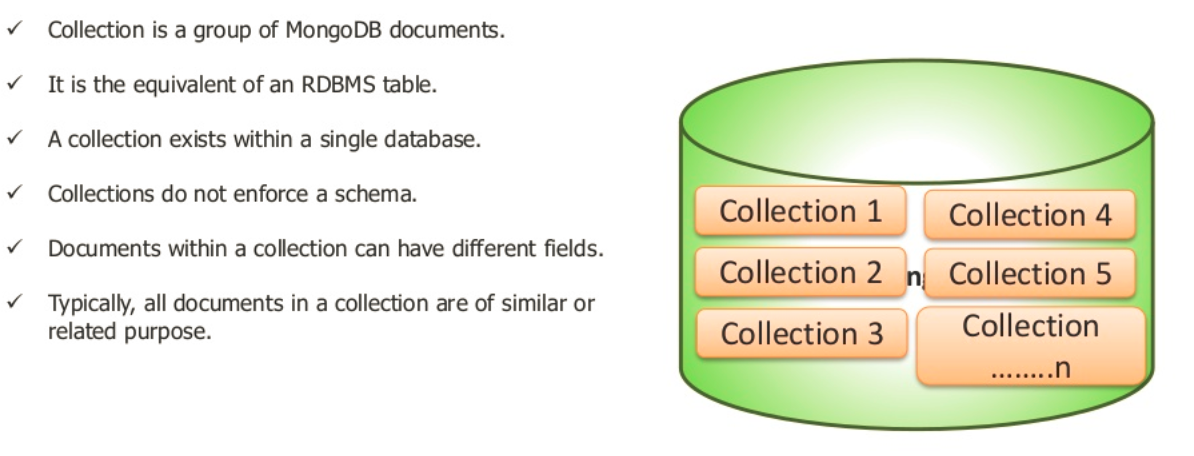 ✓ Collection is a group of MongoDB documents.
✓ It is the equivalent of an RDBMS table.
✓ A collection exists within a single database.
✓ Collections do not enforce a schema.
✓ Documents within a collection can have different fields.
✓ Typically, all documents in a collection are of similar or
related purpose.
Collection 1
Collection 2
Collection 3
Collection 4
Collection 5
Collection
........n